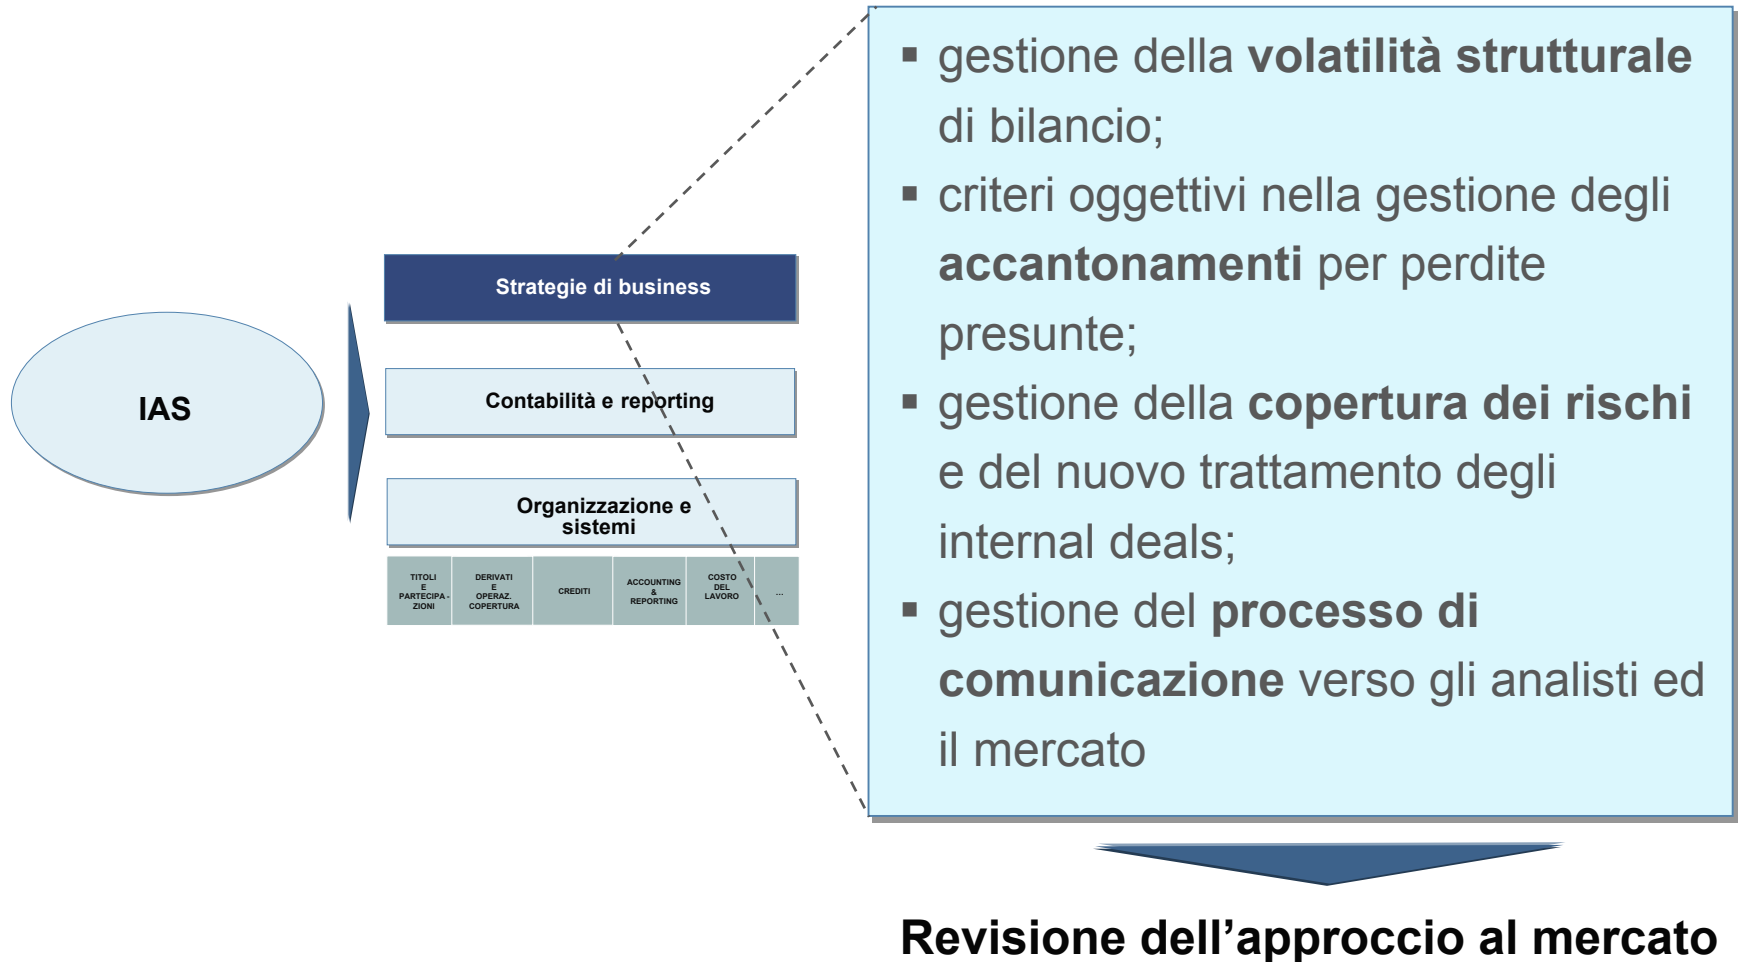 IAS
Strategie di business
Contabilità e reporting
Organizzazione e
sistemi
TITOLI
E
PARTECIPA -
ZIONI
DERIVATI
E
OPERAZ.
COPERTURA
CREDITI
ACCOUNTING
&
REPORTING
COSTO
DEL
LAVORO
...
▪ gestione della volatilità strutturale
di bilancio;
▪ criteri oggettivi nella gestione degli
accantonamenti per perdite
presunte;
▪ gestione della copertura dei rischi
e del nuovo trattamento degli
internal deals;
▪ gestione del processo di
comunicazione verso gli analisti ed
il mercato
Revisione dell’approccio al mercato